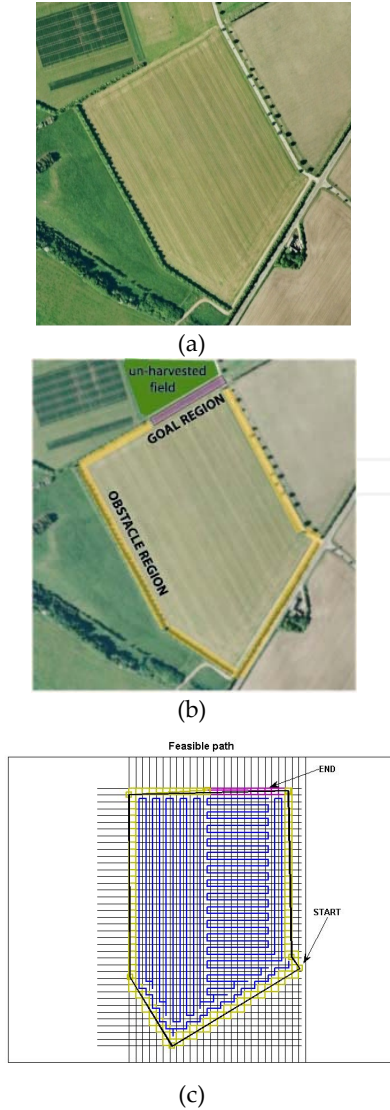 (a)
un-harvested
field
GOAL REGION
OBSTACLE REGION
(b)
Feasible path
END
START
(c)